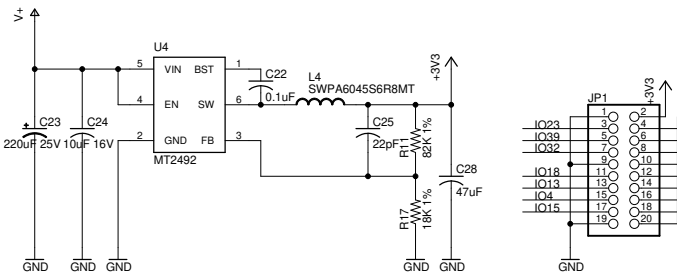 V+
U4
5 VIN BST 1
4 EN SW 6
2 GND FB 3
MT2492
C23
220uF 25V
C24
10uF 16V
C22
0.1uF
L4
SWPA6045S6R8MT
C25
22pF
R11
82K 1%
R17
18K 1%
C28
47uF
+3V3
GND
GND
GND
GND
GND
JP1
+3V3
1 2
IO23 3 4
IO39 5 6
IO32 7 8
9 10
IO18 11 12
IO13 13 14
IO4 15 16
IO15 17 18
19 20
GND